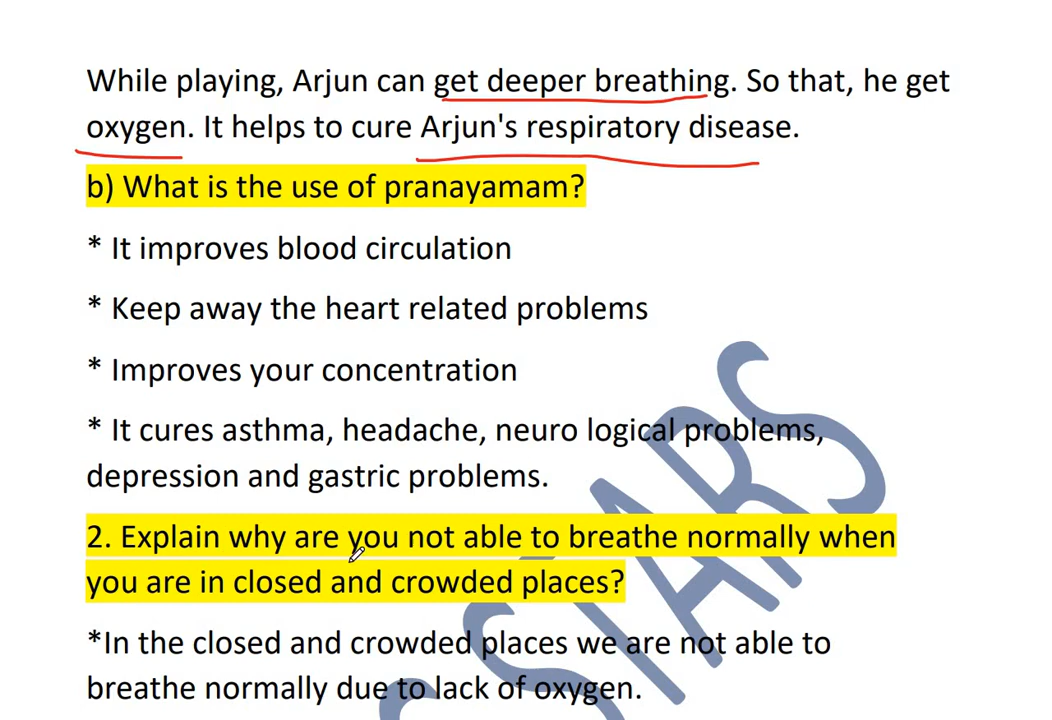 While playing, Arjun can get deeper breathing. So that, he get
oxygen. It helps to cure Arjun's respiratory disease.
b) What is the use of pranayamam?
* It improves blood circulation
* Keep away the heart related problems
* Improves your concentration
* It cures asthma, headache, neuro logical problems,
depression and gastric problems.
2. Explain why are you not able to breathe normally when
you are in closed and crowded places?
*In the closed and crowded places we are not able to
breathe normally due to lack of oxygen.
STARS